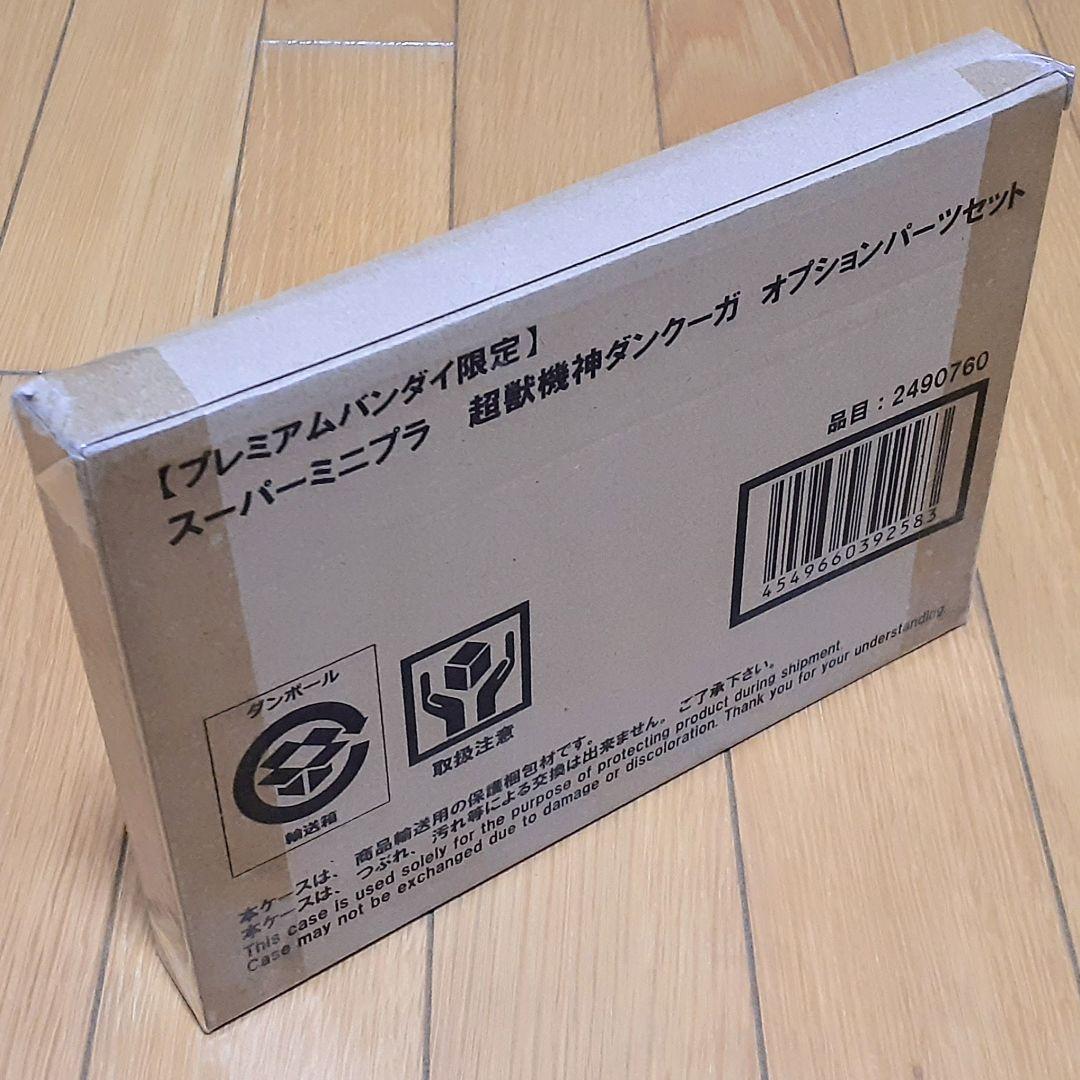 【プレミアムバンダイ限定】
スーパーミニプラ 超獣機神ダンクーガ オプションパーツセット
品目:2490760
4549660392583
ダンボール
輸送箱
取扱注意
本ケースは、商品輸送用の保護梱包材です。
本ケースは、つぶれ、汚れ等による交換は出来ません。ご了承下さい。
This case is used solely for the purpose of protecting product during shipment.
Case may not be exchanged due to damage or discoloration. Thank you for your understanding.